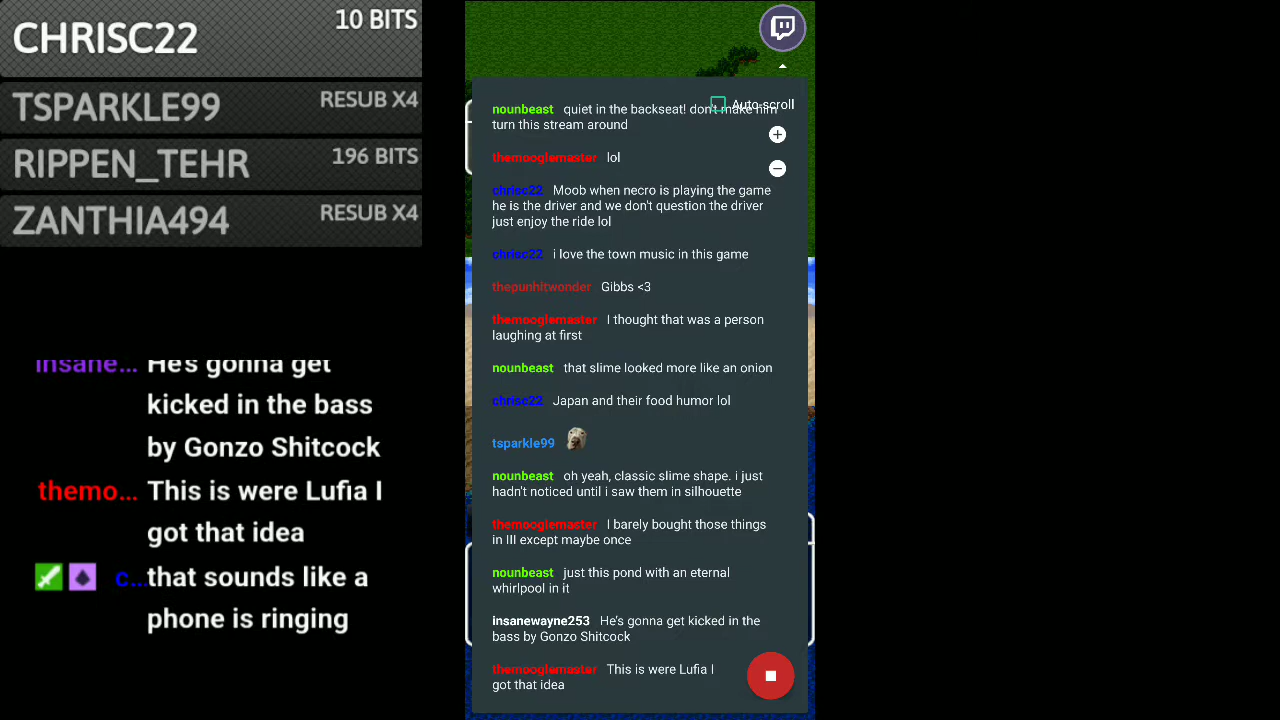 CHRISC22 10 BITS
TSPARKLE99 RESUB X4
RIPPEN_TEHR 196 BITS
ZANTHIA494 RESUB X4
insane… He's gonna get
kicked in the bass
by Gonzo Shitcock
themo… This is were Lufia I
got that idea
c… that sounds like a
phone is ringing
Auto-scroll
nounbeast quiet in the backseat! don't make him
turn this stream around
themooglemaster lol
chrisc22 Moob when necro is playing the game
he is the driver and we don't question the driver
just enjoy the ride lol
chrisc22 i love the town music in this game
thepunhitwonder Gibbs <3
themooglemaster I thought that was a person
laughing at first
nounbeast that slime looked more like an onion
chrisc22 Japan and their food humor lol
tsparkle99
nounbeast oh yeah, classic slime shape. i just
hadn't noticed until i saw them in silhouette
themooglemaster I barely bought those things
in III except maybe once
nounbeast just this pond with an eternal
whirlpool in it
insanewayne253 He's gonna get kicked in the
bass by Gonzo Shitcock
themooglemaster This is were Lufia I
got that idea